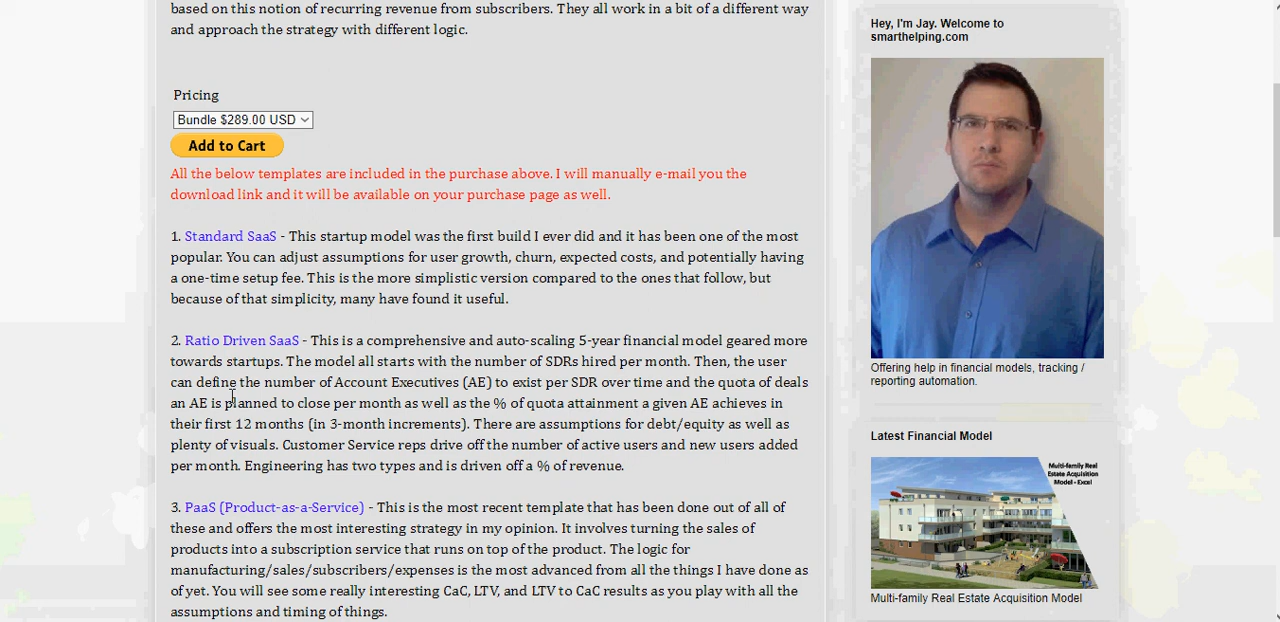 based on this notion of recurring revenue from subscribers. They all work in a bit of a different way
and approach the strategy with different logic.
Pricing
Bundle $289.00 USD
Add to Cart
All the below templates are included in the purchase above. I will manually e-mail you the
download link and it will be available on your purchase page as well.
1. Standard SaaS - This startup model was the first build I ever did and it has been one of the most
popular. You can adjust assumptions for user growth, churn, expected costs, and potentially having
a one-time setup fee. This is the more simplistic version compared to the ones that follow, but
because of that simplicity, many have found it useful.
2. Ratio Driven SaaS - This is a comprehensive and auto-scaling 5-year financial model geared more
towards startups. The model all starts with the number of SDRs hired per month. Then, the user
can define the number of Account Executives (AE) to exist per SDR over time and the quota of deals
an AE is planned to close per month as well as the % of quota attainment a given AE achieves in
their first 12 months (in 3-month increments). There are assumptions for debt/equity as well as
plenty of visuals. Customer Service reps drive off the number of active users and new users added
per month. Engineering has two types and is driven off a % of revenue.
3. PaaS (Product-as-a-Service) - This is the most recent template that has been done out of all of
these and offers the most interesting strategy in my opinion. It involves turning the sales of
products into a subscription service that runs on top of the product. The logic for
manufacturing/sales/subscribers/expenses is the most advanced from all the things I have done as
of yet. You will see some really interesting CaC, LTV, and LTV to CaC results as you play with all the
assumptions and timing of things.
Hey, I'm Jay. Welcome to
smarthelping.com
Offering help in financial models, tracking /
reporting automation.
Latest Financial Model
Multi-family Real
Estate Acquisition
Model - Excel
Multi-family Real Estate Acquisition Model